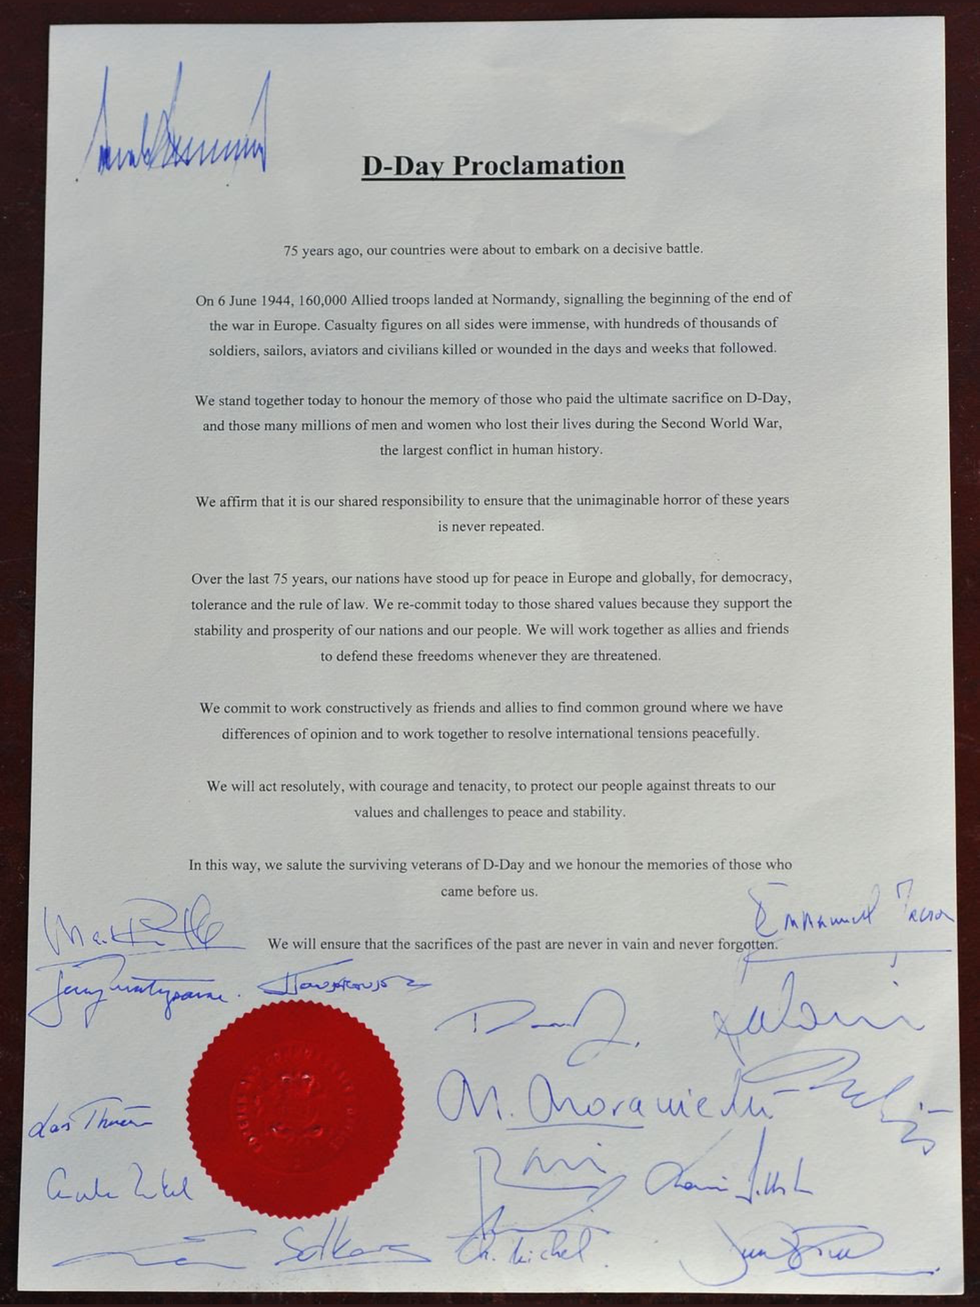 D-Day Proclamation
75 years ago, our countries were about to embark on a decisive battle.
On 6 June 1944, 160,000 Allied troops landed at Normandy, signalling the beginning of the end of
the war in Europe. Casualty figures on all sides were immense, with hundreds of thousands of
soldiers, sailors, aviators and civilians killed or wounded in the days and weeks that followed.
We stand together today to honour the memory of those who paid the ultimate sacrifice on D-Day,
and those many millions of men and women who lost their lives during the Second World War,
the largest conflict in human history.
We affirm that it is our shared responsibility to ensure that the unimaginable horror of these years
is never repeated.
Over the last 75 years, our nations have stood up for peace in Europe and globally, for democracy,
tolerance and the rule of law. We re-commit today to those shared values because they support the
stability and prosperity of our nations and our people. We will work together as allies and friends
to defend these freedoms whenever they are threatened.
We commit to work constructively as friends and allies to find common ground where we have
differences of opinion and to work together to resolve international tensions peacefully.
We will act resolutely, with courage and tenacity, to protect our people against threats to our
values and challenges to peace and stability.
In this way, we salute the surviving veterans of D-Day and we honour the memories of those who
came before us.
We will ensure that the sacrifices of the past are never in vain and never forgotten.
Emmanuel
M. Morawiecki
Ch. Michel